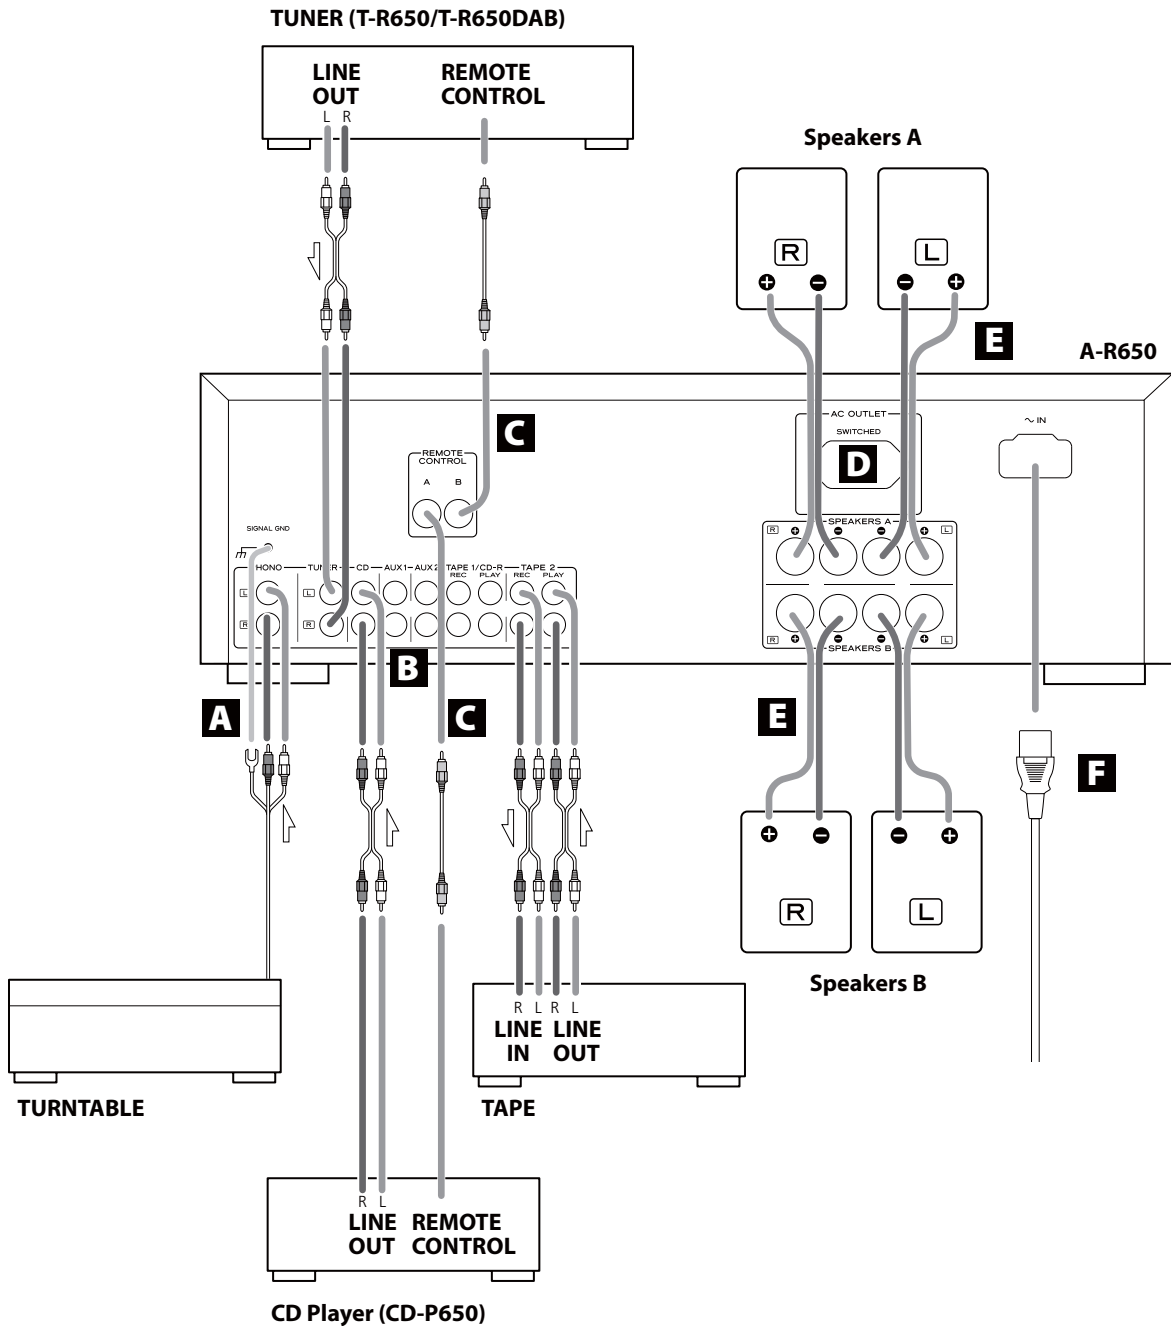 TUNER (T-R650/T-R650DAB)
LINE OUT
REMOTE CONTROL
L R
Speakers A
R
L
+ − − +
E
A-R650
C
AC OUTLET
SWITCHED
D
∼ IN
REMOTE CONTROL
A B
SIGNAL GND
SPEAKERS A
R + − − + L
PHONO TUNER CD AUX1 AUX2 TAPE 1/CD-R TAPE 2
REC PLAY REC PLAY
L L
R R
R + − − + L
SPEAKERS B
B
A
C
E
F
+ − − +
R
L
Speakers B
R L R L
LINE IN
LINE OUT
TURNTABLE
TAPE
R L
LINE OUT
REMOTE CONTROL
CD Player (CD-P650)